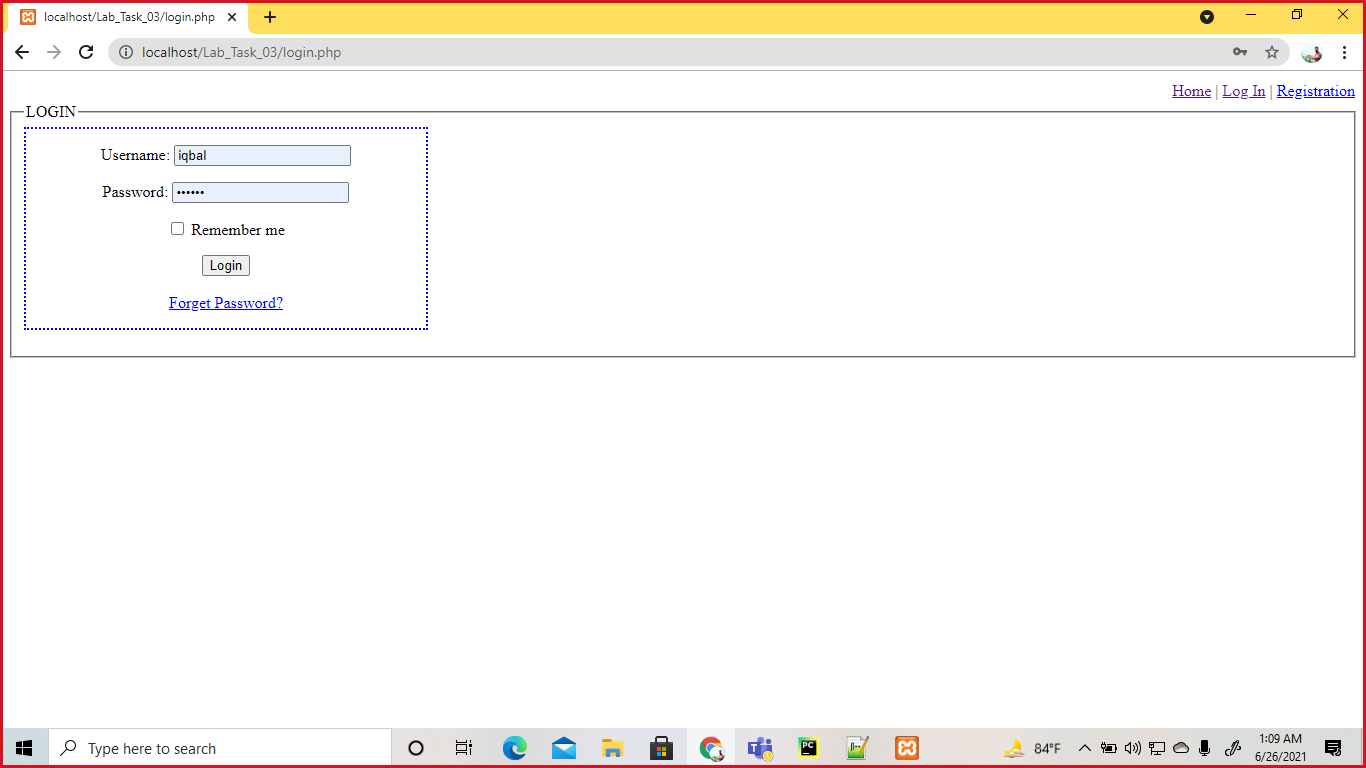 localhost/Lab_Task_03/login.php
localhost/Lab_Task_03/login.php
Home | Log In | Registration
LOGIN
Username: iqbal
Password: ••••••
Remember me
Login
Forget Password?
Type here to search
PC
84°F
1:09 AM
6/26/2021